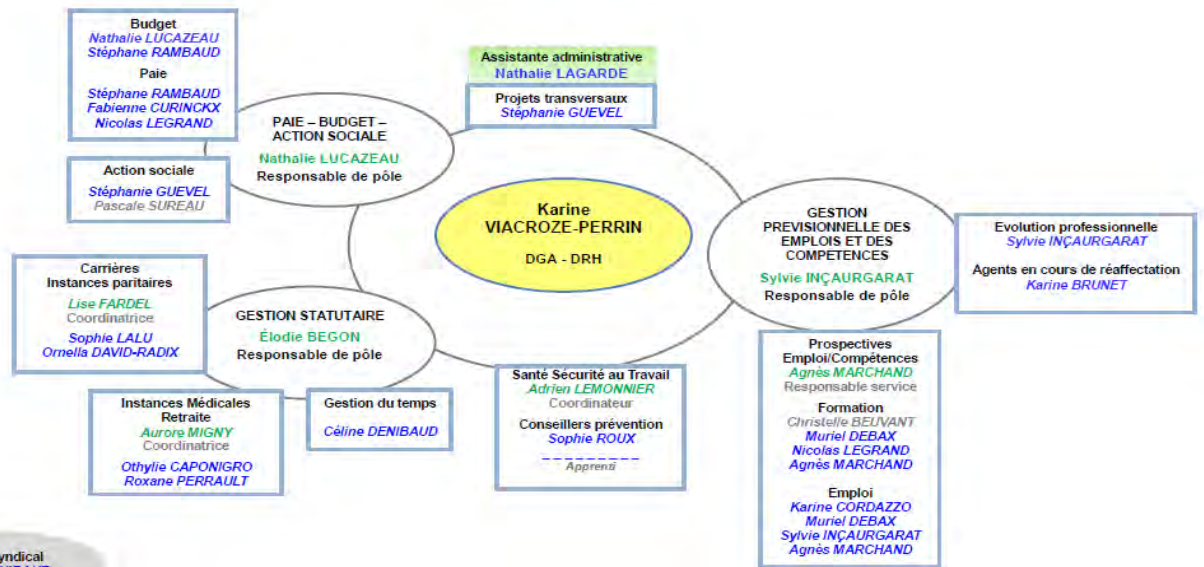 Budget
Nathalie LUCAZEAU
Stéphane RAMBAUD
Paie
Stéphane RAMBAUD
Fabienne CURINCKX
Nicolas LEGRAND
Action sociale
Stéphanie GUEVEL
Pascale SUREAU
PAIE – BUDGET –
ACTION SOCIALE
Nathalie LUCAZEAU
Responsable de pôle
Assistante administrative
Nathalie LAGARDE
Projets transversaux
Stéphanie GUEVEL
Karine
VIACROZE-PERRIN
DGA - DRH
GESTION
PREVISIONNELLE DES
EMPLOIS ET DES
COMPETENCES
Sylvie INÇAURGARAT
Responsable de pôle
Evolution professionnelle
Sylvie INÇAURGARAT
Agents en cours de réaffectation
Karine BRUNET
Carrières
Instances paritaires
Lise FARDEL
Coordinatrice
Sophie LALU
Ornella DAVID-RADIX
GESTION STATUTAIRE
Élodie BEGON
Responsable de pôle
Instances Médicales
Retraite
Aurore MIGNY
Coordinatrice
Othylie CAPONIGRO
Roxane PERRAULT
Gestion du temps
Céline DENIBAUD
Santé Sécurité au Travail
Adrien LEMONNIER
Coordinateur
Conseillers prévention
Sophie ROUX
_ _ _ _ _ _ _ _ _
Apprenti
Prospectives
Emploi/Compétences
Agnès MARCHAND
Responsable service
Formation
Christelle BEUVANT
Muriel DEBAX
Nicolas LEGRAND
Agnès MARCHAND
Emploi
Karine CORDAZZO
Muriel DEBAX
Sylvie INÇAURGARAT
Agnès MARCHAND
yndical